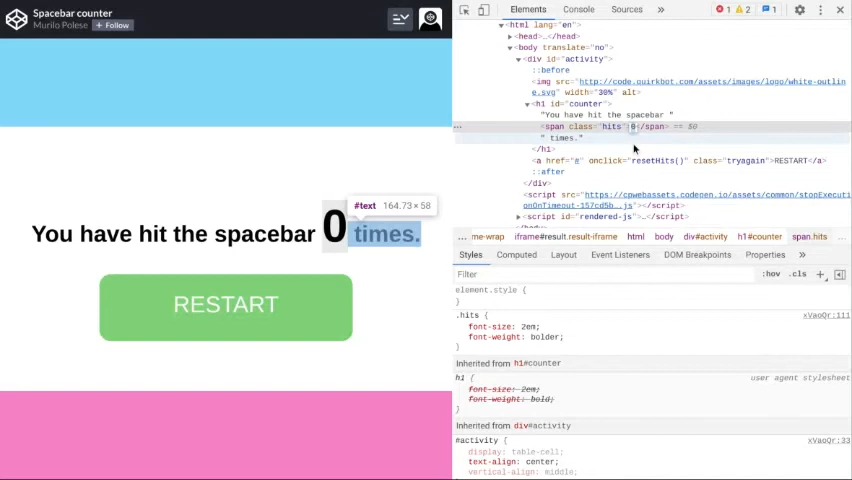 Spacebar counter
Murilo Polese + Follow
You have hit the spacebar 0 times.
#text 164.73 × 58
RESTART
Elements Console Sources » 1 2 1
<html lang="en">
<head>…</head>
<body translate="no">
<div id="activity">
::before
<img src="http://code.quirkbot.com/assets/images/logo/white-outlin
e.svg" width="30%" alt>
<h1 id="counter">
"You have hit the spacebar "
… <span class="hits">0</span> == $0
" times."
</h1>
<a href="#" onclick="resetHits()" class="tryagain">RESTART</a>
::after
</div>
<script src="https://cpwebassets.codepen.io/assets/common/stopExecuti
onOnTimeout-157cd5b….js"></script>
<script id="rendered-js">…</script>
</body>
… me-wrap iframe#result.result-iframe html body div#activity h1#counter span.hits …
Styles Computed Layout Event Listeners DOM Breakpoints Properties »
Filter :hov .cls +
element.style {
}
.hits { xVaoQr:111
font-size: 2em;
font-weight: bolder;
}
Inherited from h1#counter
h1 { user agent stylesheet
font-size: 2em;
font-weight: bold;
}
Inherited from div#activity
#activity { xVaoQr:33
display: table-cell;
text-align: center;
vertical-align: middle;